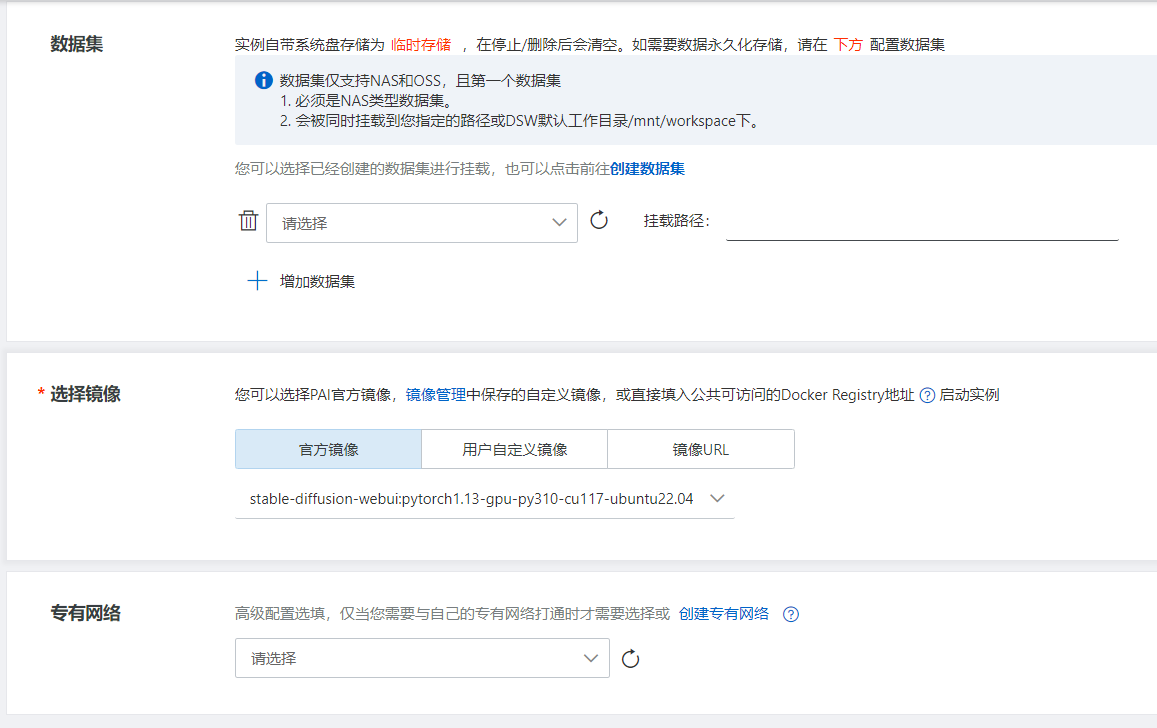 数据集
实例自带系统盘存储为 临时存储 ，在停止/删除后会清空。如需要数据永久化存储，请在 下方 配置数据集
数据集仅支持NAS和OSS，且第一个数据集
1. 必须是NAS类型数据集。
2. 会被同时挂载到您指定的路径或DSW默认工作目录/mnt/workspace下。
您可以选择已经创建的数据集进行挂载，也可以点击前往创建数据集
请选择 挂载路径：
增加数据集
* 选择镜像
您可以选择PAI官方镜像，镜像管理中保存的自定义镜像，或直接填入公共可访问的Docker Registry地址 ? 启动实例
官方镜像 用户自定义镜像 镜像URL
stable-diffusion-webui:pytorch1.13-gpu-py310-cu117-ubuntu22.04
专有网络
高级配置选填，仅当您需要与自己的专有网络打通时才需要选择或 创建专有网络 ?
请选择